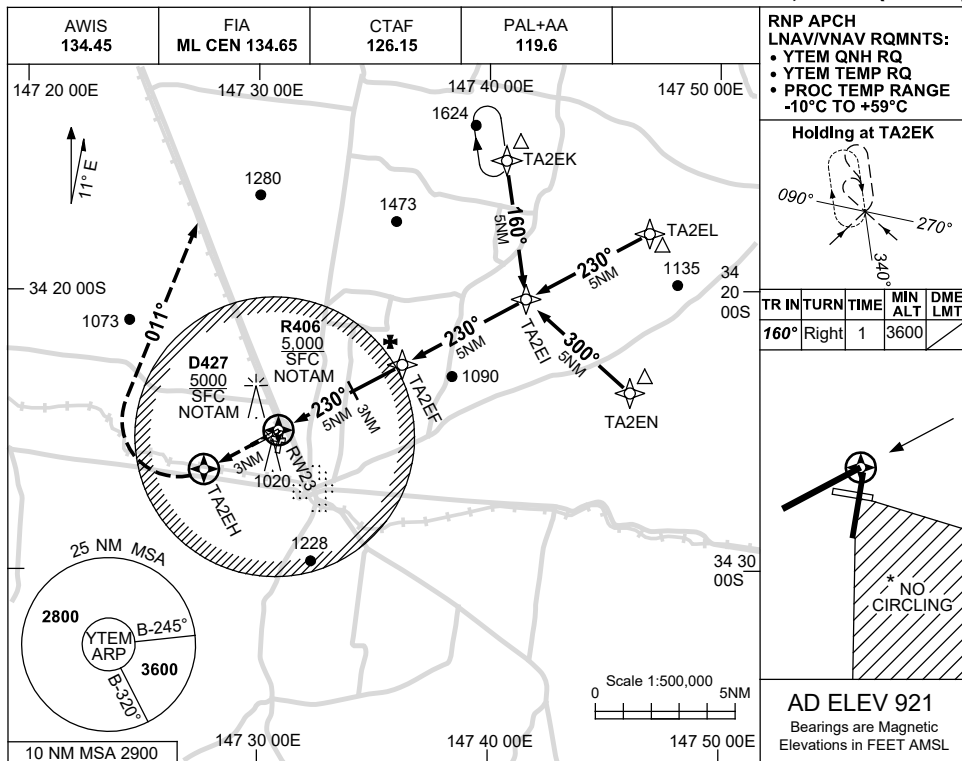 AWIS
134.45
FIA
ML CEN 134.65
CTAF
126.15
PAL+AA
119.6
RNP APCH
LNAV/VNAV RQMNTS:
• YTEM QNH RQ
• YTEM TEMP RQ
• PROC TEMP RANGE
-10°C TO +59°C
147 20 00E
147 30 00E
147 40 00E
147 50 00E
Holding at TA2EK
090°
270°
340°
TR IN TURN TIME MIN ALT DME LMT
160° Right 1 3600
11° E
1624
TA2EK
1280
1473
160°
5NM
TA2EL
230°
5NM
1135
34
20
00S
34 20 00S
1073
011°
R406
5,000
SFC
NOTAM
D427
5000
SFC
NOTAM
230°
5NM
TA2EI
300°
5NM
TA2EN
1090
TA2EF
230°
5NM
3NM
RW23
3NM
1020
TA2EH
1228
34 30
00S
* NO
CIRCLING
25 NM MSA
2800
YTEM
ARP
B-245°
3600
B-320°
10 NM MSA 2900
Scale 1:500,000
0
5NM
147 30 00E
147 40 00E
147 50 00E
AD ELEV 921
Bearings are Magnetic
Elevations in FEET AMSL